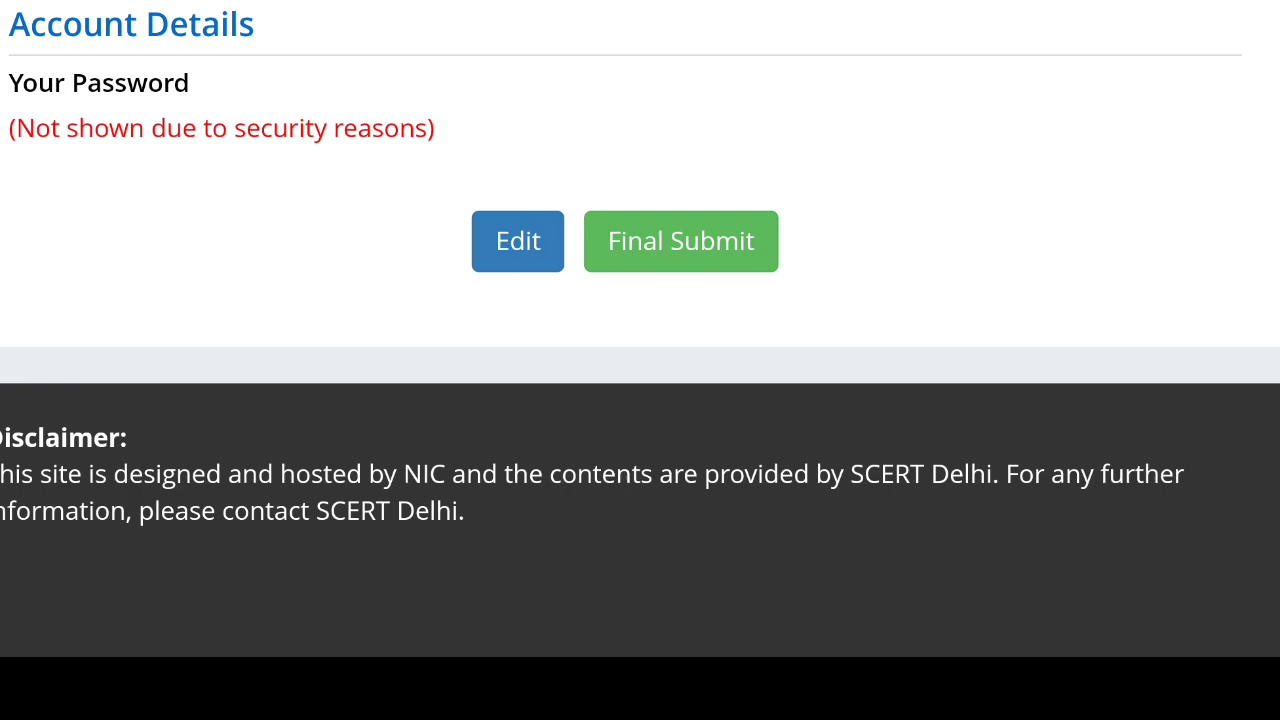 Account Details
Your Password
(Not shown due to security reasons)
Edit Final Submit
Disclaimer:
his site is designed and hosted by NIC and the contents are provided by SCERT Delhi. For any further
nformation, please contact SCERT Delhi.